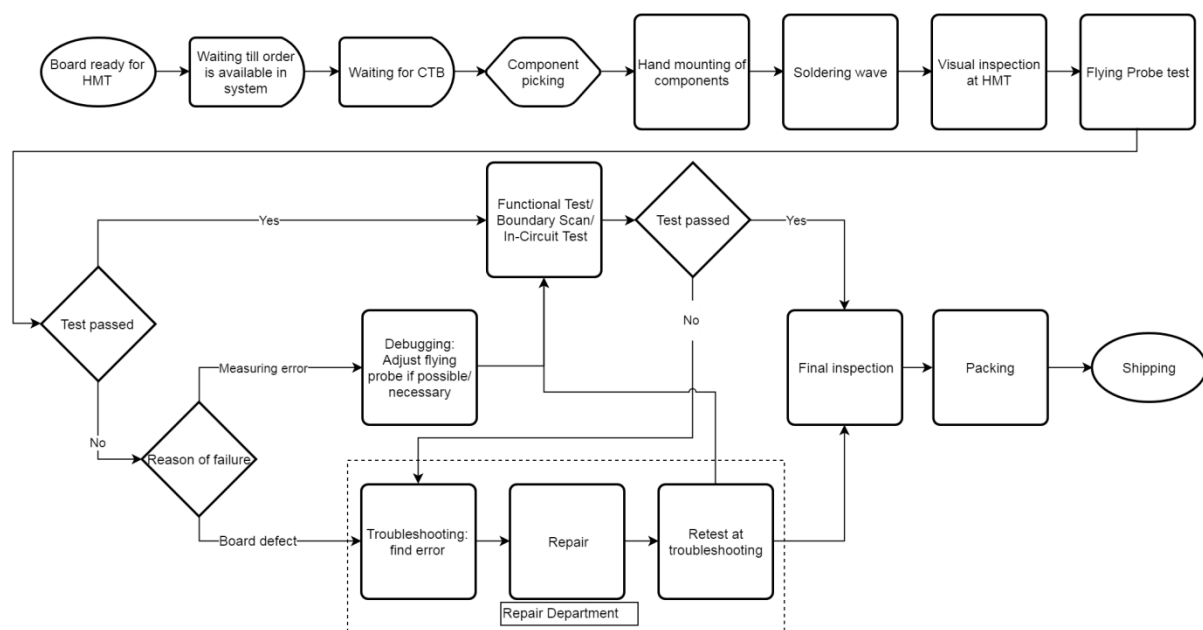 Board ready for
HMT
Waiting till order
is available in
system
Waiting for CTB
Component
picking
Hand mounting of
components
Soldering wave
Visual inspection
at HMT
Flying Probe test
Test passed
Yes
No
Functional Test/
Boundary Scan/
In-Circuit Test
Test passed
Yes
No
Reason of failure
Measuring error
Debugging:
Adjust flying
probe if possible/
necessary
Board defect
Troubleshooting:
find error
Repair
Retest at
troubleshooting
Repair Department
Final inspection
Packing
Shipping